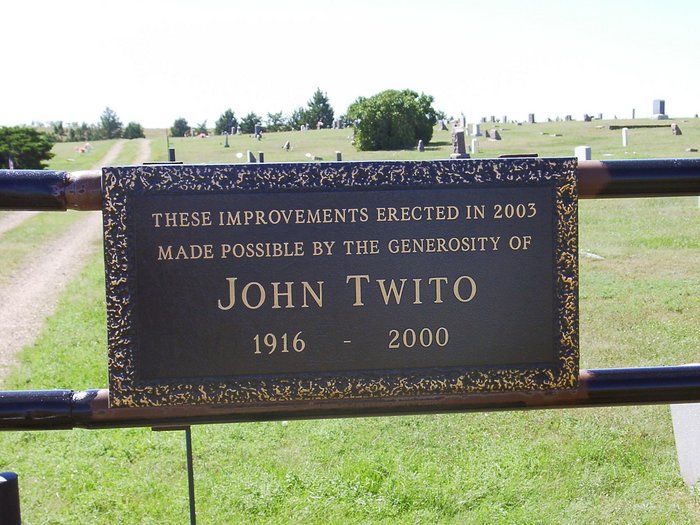 THESE IMPROVEMENTS ERECTED IN 2003
MADE POSSIBLE BY THE GENEROSITY OF
JOHN TWITO
1916 - 2000